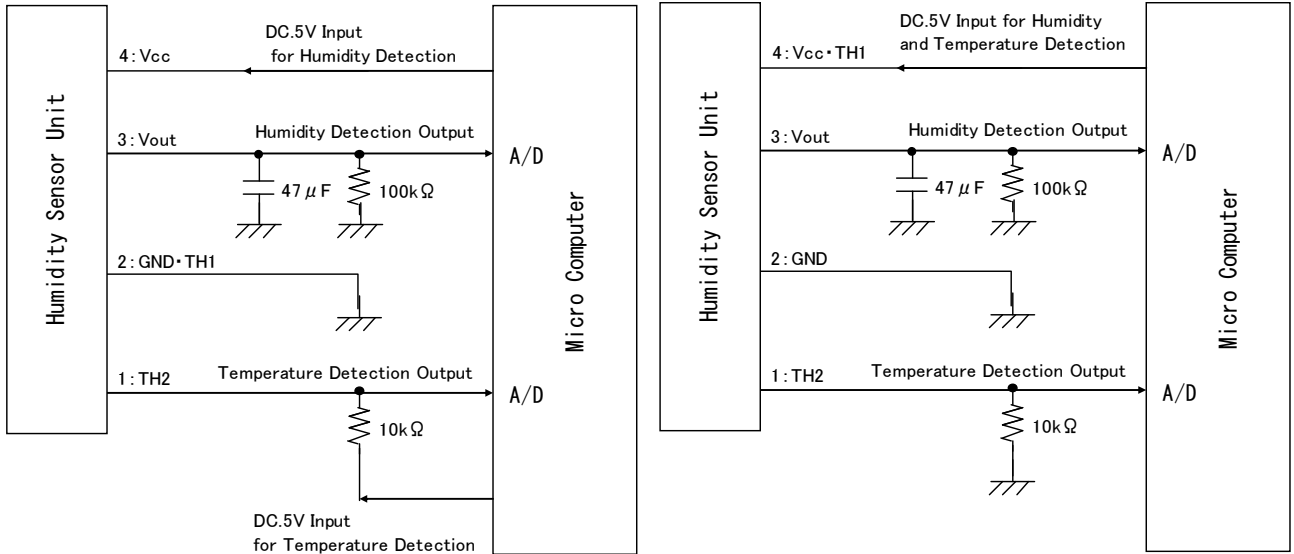 DC.5V Input
for Humidity Detection
4:Vcc
Humidity Sensor Unit
3:Vout
Humidity Detection Output
A/D
47μF
100kΩ
2:GND・TH1
Micro Computer
1:TH2
Temperature Detection Output
A/D
10kΩ
DC.5V Input
for Temperature Detection
DC.5V Input for Humidity
and Temperature Detection
4:Vcc・TH1
Humidity Sensor Unit
3:Vout
Humidity Detection Output
A/D
47μF
100kΩ
2:GND
Micro Computer
1:TH2
Temperature Detection Output
A/D
10kΩ